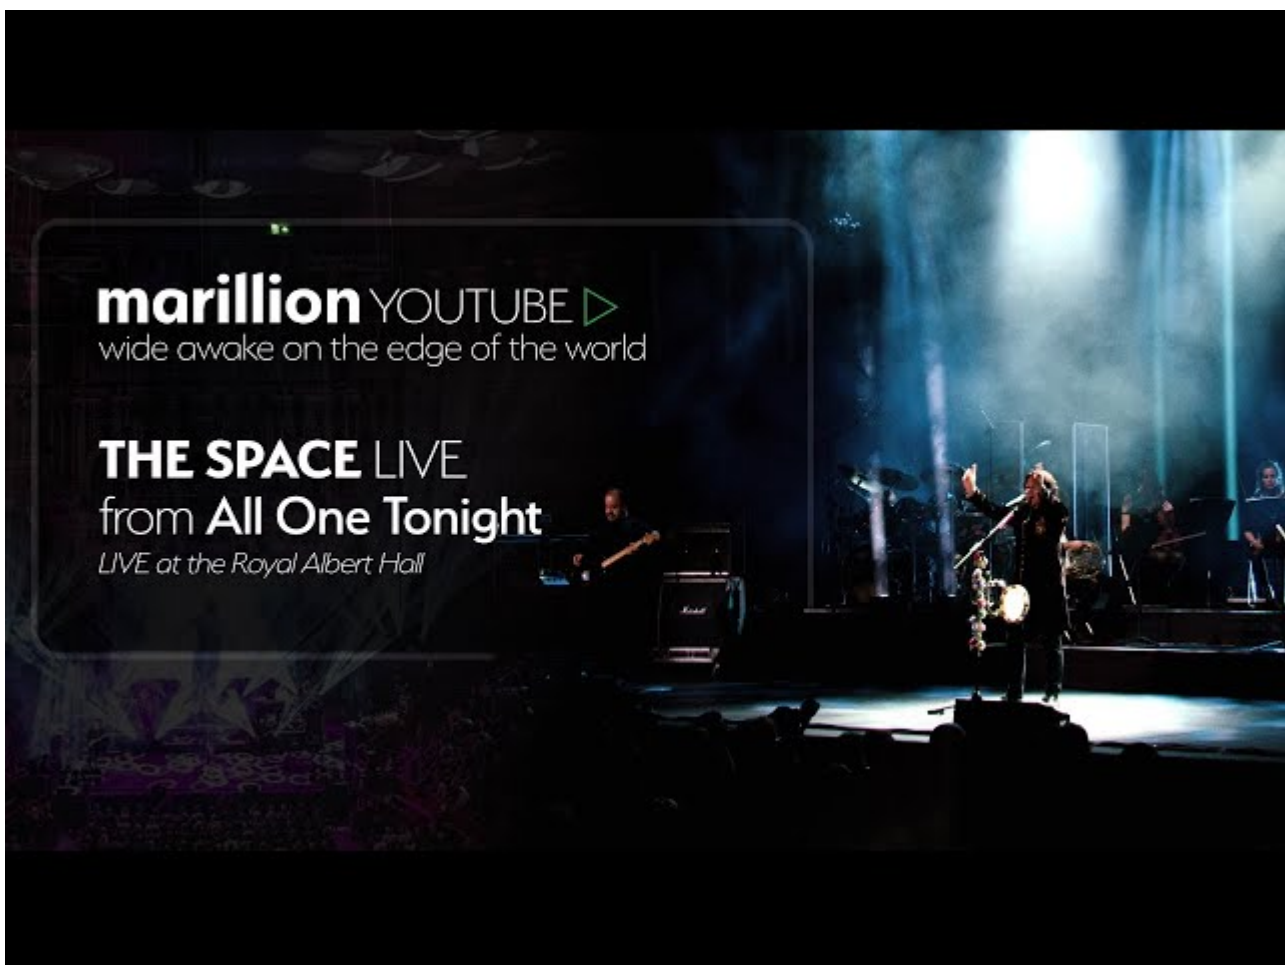 marillion YOUTUBE
wide awake on the edge of the world
THE SPACE LIVE
from All One Tonight
LIVE at the Royal Albert Hall
Marshall